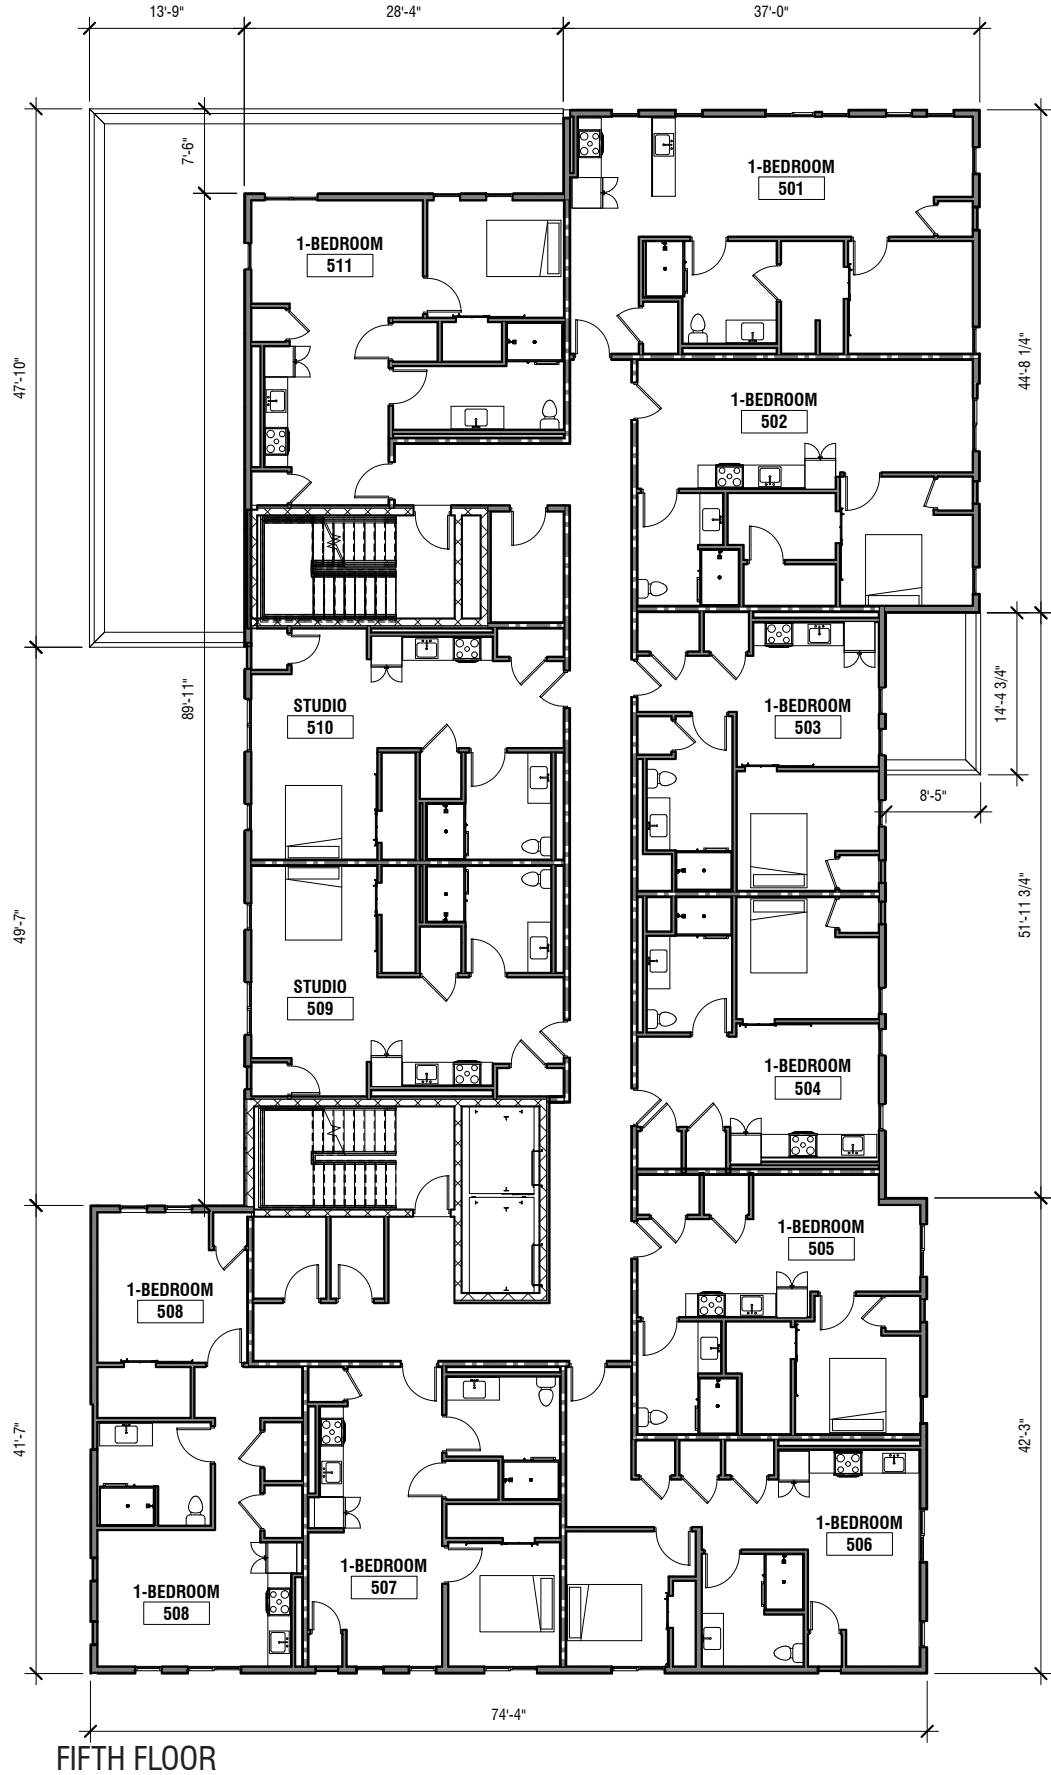 13'-9"
28'-4"
37'-0"
7'-6"
1-BEDROOM
501
1-BEDROOM
511
47'-10"
44'-8 1/4"
1-BEDROOM
502
89'-11"
14'-4 3/4"
STUDIO
510
1-BEDROOM
503
8'-5"
49'-7"
51'-11 3/4"
STUDIO
509
1-BEDROOM
504
1-BEDROOM
505
1-BEDROOM
508
41'-7"
42'-3"
1-BEDROOM
506
1-BEDROOM
507
1-BEDROOM
508
74'-4"
FIFTH FLOOR